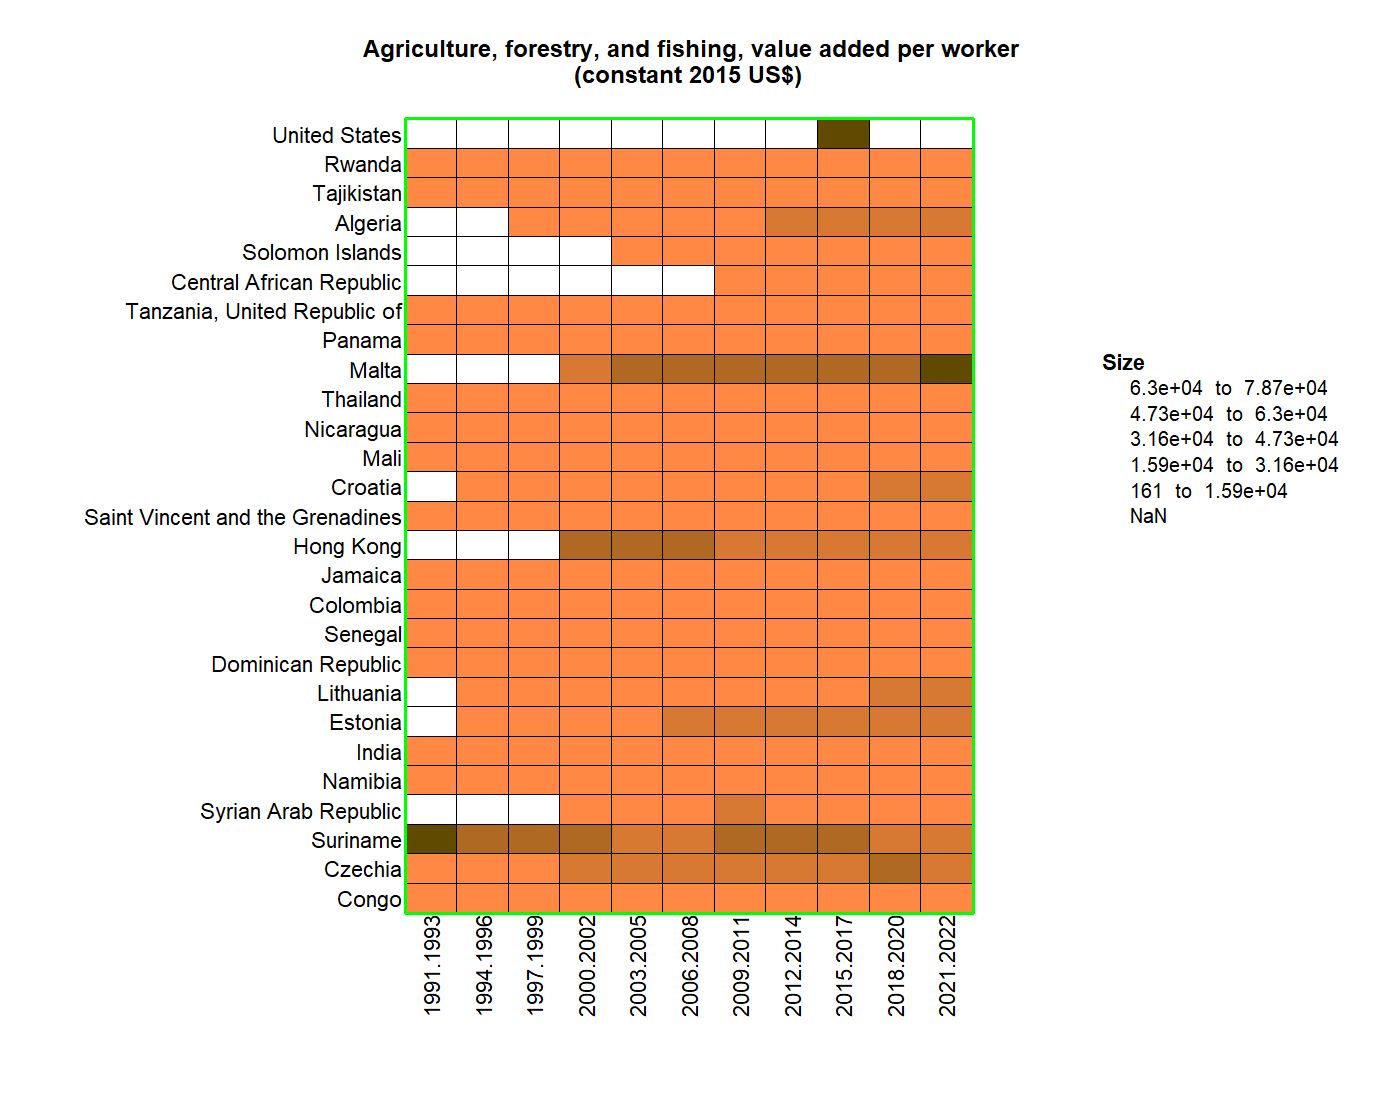 Agriculture, forestry, and fishing, value added per worker
(constant 2015 US$)
United States
Rwanda
Tajikistan
Algeria
Solomon Islands
Central African Republic
Tanzania, United Republic of
Panama
Malta
Thailand
Nicaragua
Mali
Croatia
Saint Vincent and the Grenadines
Hong Kong
Jamaica
Colombia
Senegal
Dominican Republic
Lithuania
Estonia
India
Namibia
Syrian Arab Republic
Suriname
Czechia
Congo
1991.1993
1994.1996
1997.1999
2000.2002
2003.2005
2006.2008
2009.2011
2012.2014
2015.2017
2018.2020
2021.2022
Size
6.3e+04 to 7.87e+04
4.73e+04 to 6.3e+04
3.16e+04 to 4.73e+04
1.59e+04 to 3.16e+04
161 to 1.59e+04
NaN